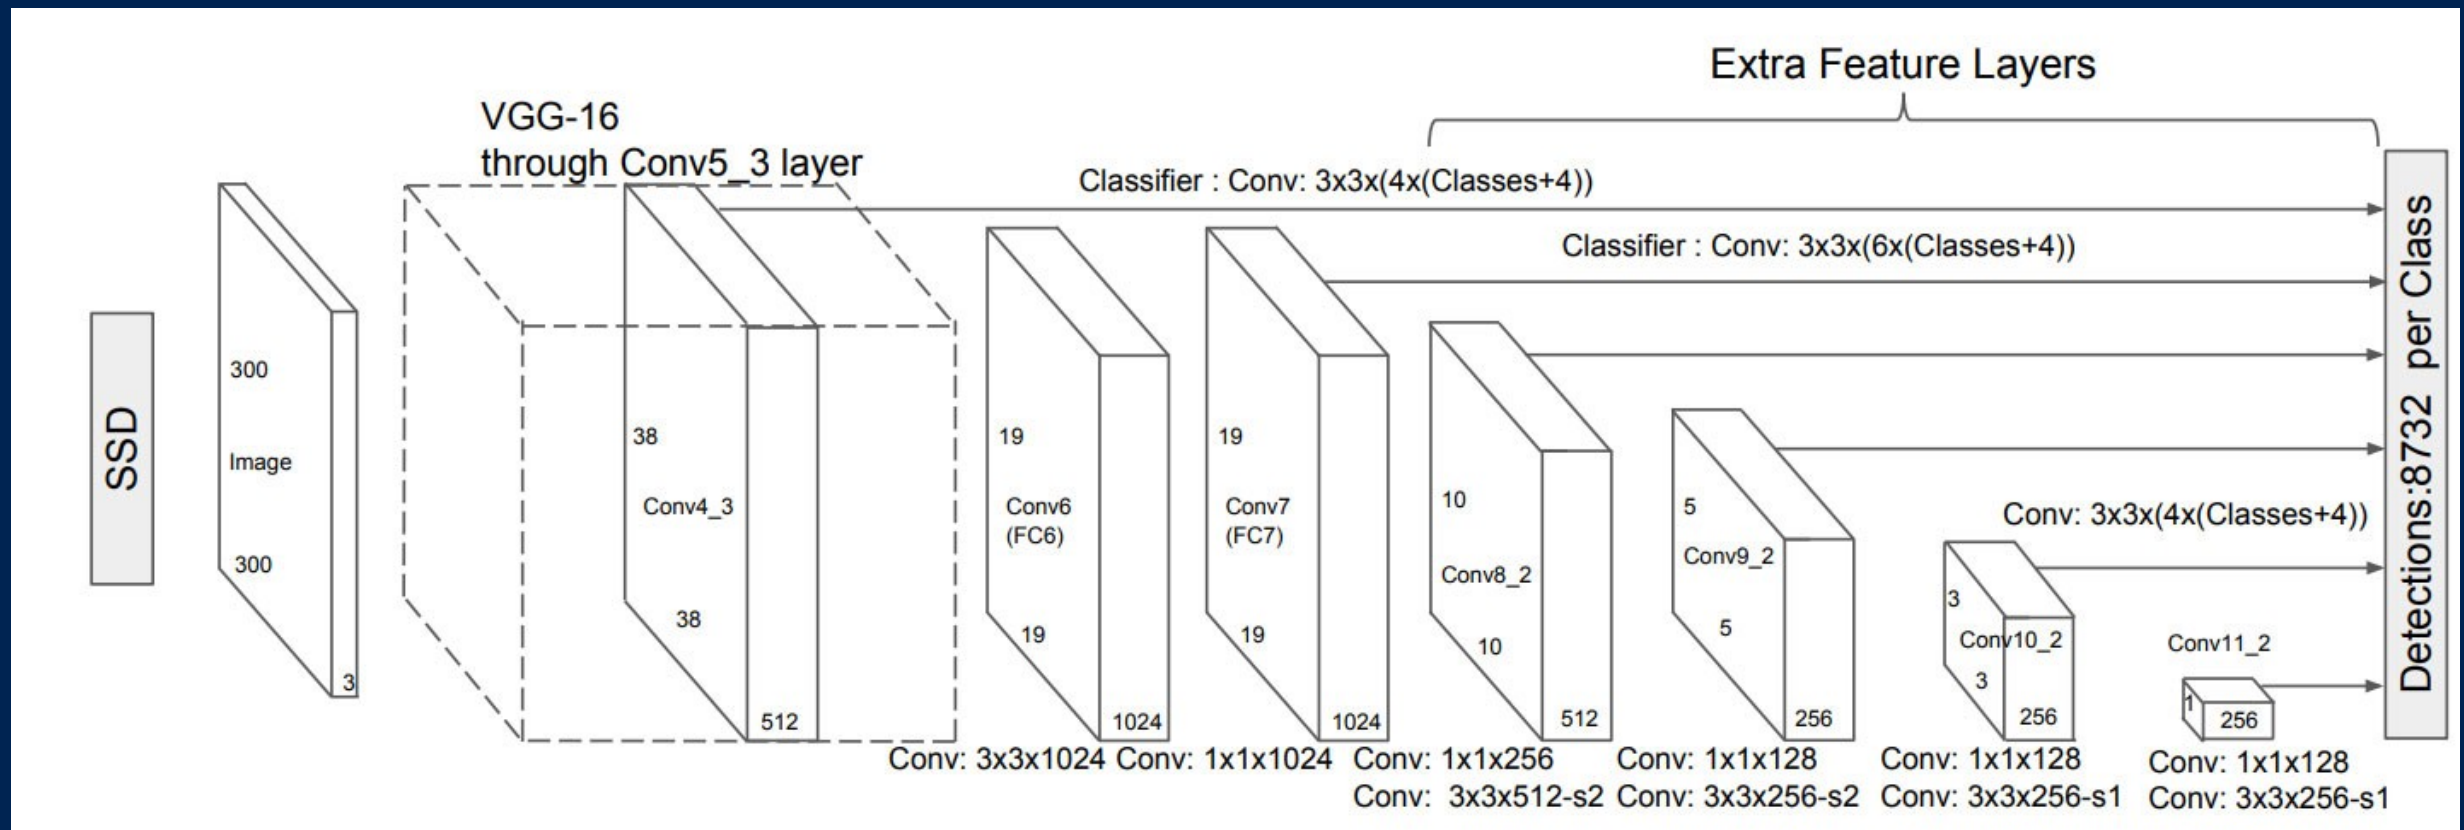 Extra Feature Layers
VGG-16
through Conv5_3 layer
Classifier : Conv: 3x3x(4x(Classes+4))
Classifier : Conv: 3x3x(6x(Classes+4))
SSD
300
Image
300
3
38
Conv4_3
38
512
19
Conv6
(FC6)
19
1024
19
Conv7
(FC7)
19
1024
10
Conv8_2
10
512
5
Conv9_2
5
256
Conv: 3x3x(4x(Classes+4))
3
Conv10_2
3
256
Conv11_2
1
256
Detections:8732 per Class
Conv: 3x3x1024
Conv: 1x1x1024
Conv: 1x1x256
Conv: 3x3x512-s2
Conv: 1x1x128
Conv: 3x3x256-s2
Conv: 1x1x128
Conv: 3x3x256-s1
Conv: 1x1x128
Conv: 3x3x256-s1